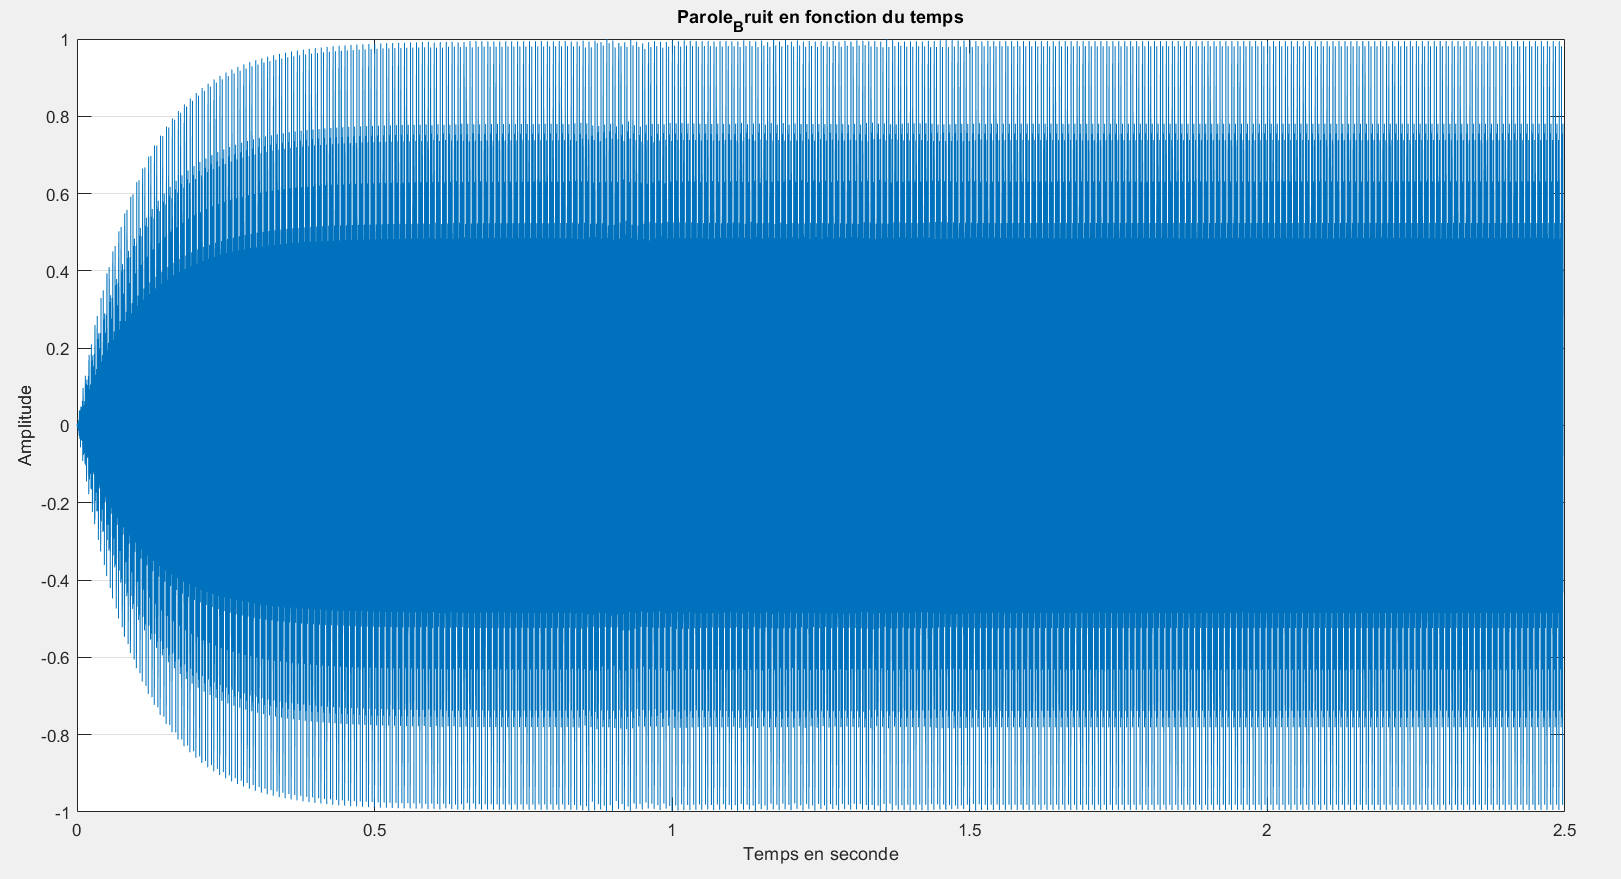 Parole_Bruit en fonction du temps
1
0.8
0.6
0.4
0.2
0
-0.2
-0.4
-0.6
-0.8
-1
Amplitude
0 0.5 1 1.5 2 2.5
Temps en seconde